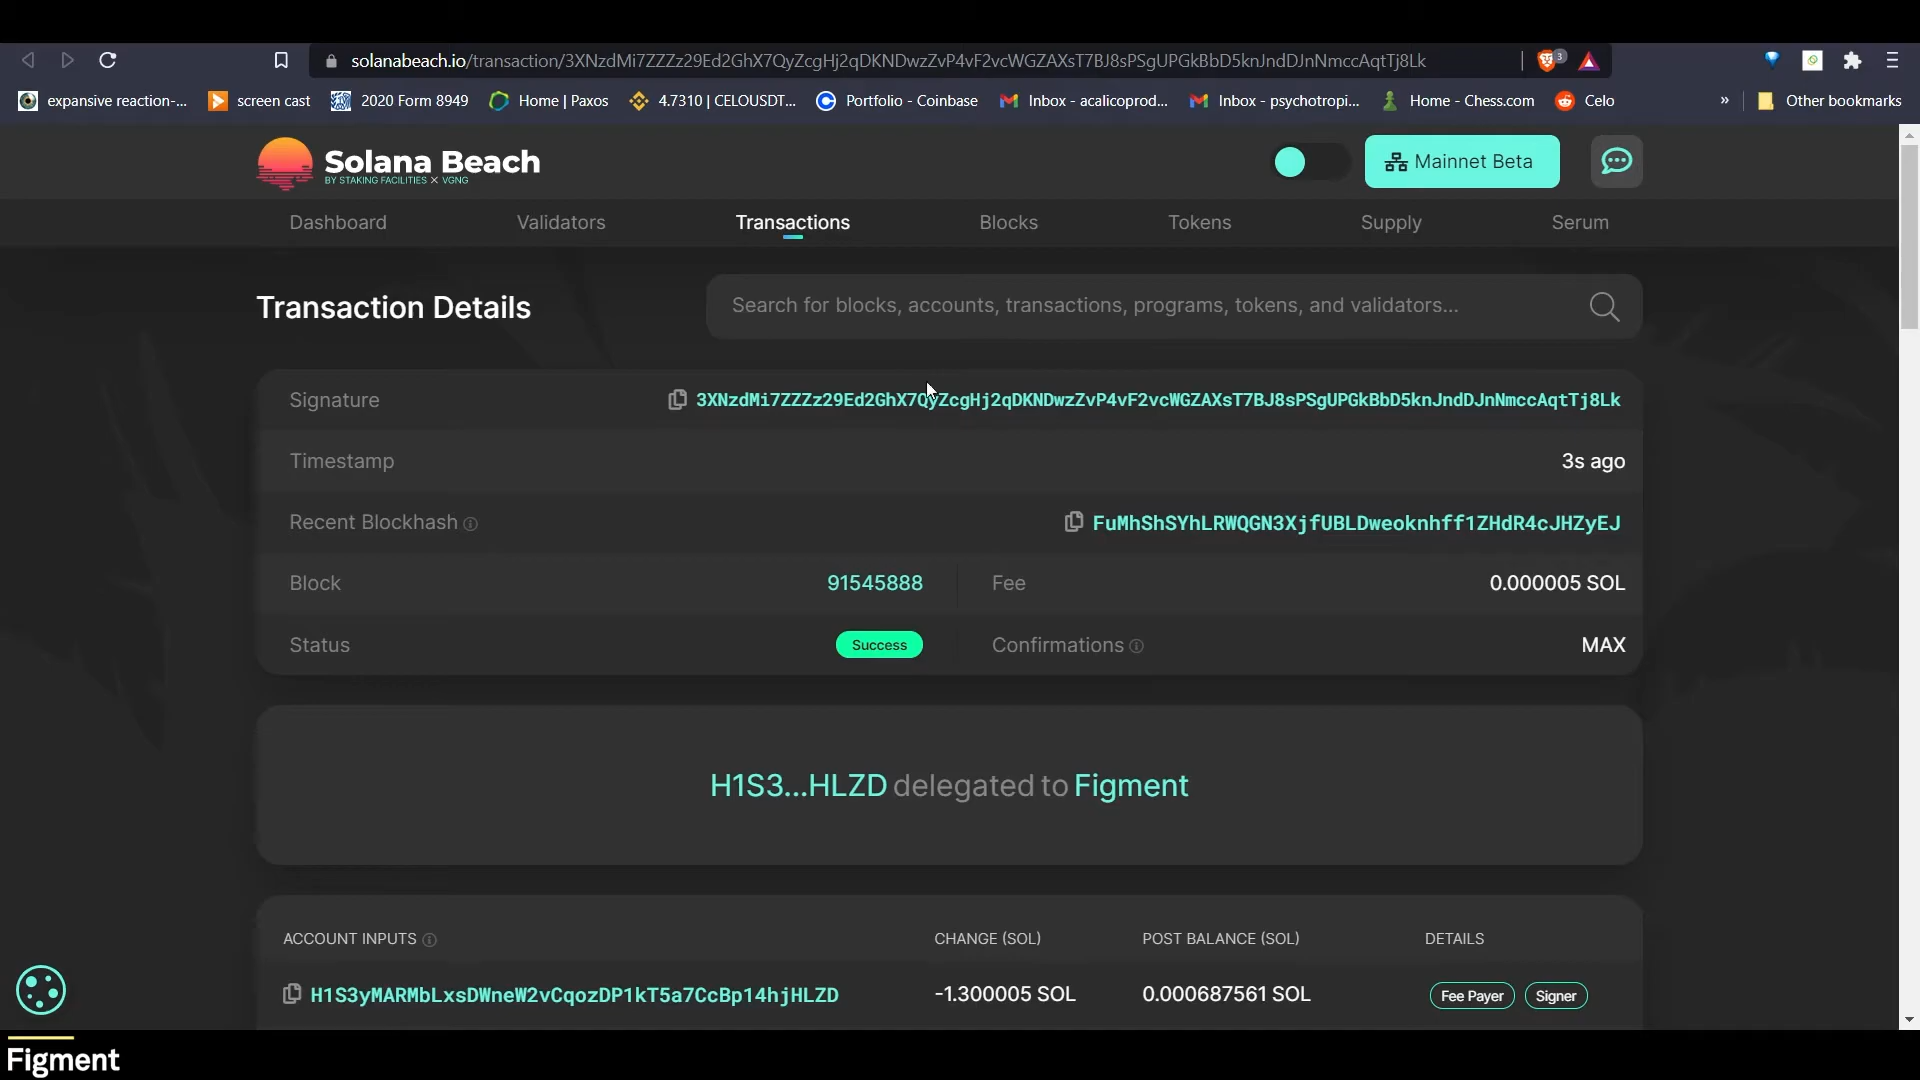 solanabeach.io/transaction/3XNzdMi7ZZZz29Ed2GhX7QyZcgHj2qDKNDwzZvP4vF2vcWGZAXsT7BJ8sPSgUPGkBbD5knJndDJnNmccAqtTj8Lk
3
expansive reaction-... screen cast 2020 Form 8949 Home | Paxos 4.7310 | CELOUSDT... Portfolio - Coinbase Inbox - acalicoprod... Inbox - psychotropi... Home - Chess.com Celo » Other bookmarks
Solana Beach
BY STAKING FACILITIES × VGNG
Mainnet Beta
Dashboard Validators Transactions Blocks Tokens Supply Serum
Transaction Details
Search for blocks, accounts, transactions, programs, tokens, and validators...
Signature 3XNzdMi7ZZZz29Ed2GhX7QyZcgHj2qDKNDwzZvP4vF2vcWGZAXsT7BJ8sPSgUPGkBbD5knJndDJnNmccAqtTj8Lk
Timestamp 3s ago
Recent Blockhash FuMhShSYhLRWQGN3XjfUBLDweoknhff1ZHdR4cJHZyEJ
Block 91545888 Fee 0.000005 SOL
Status Success Confirmations MAX
H1S3...HLZD delegated to Figment
ACCOUNT INPUTS CHANGE (SOL) POST BALANCE (SOL) DETAILS
H1S3yMARMbLxsDWneW2vCqozDP1kT5a7CcBp14hjHLZD -1.300005 SOL 0.000687561 SOL Fee Payer Signer
Figment